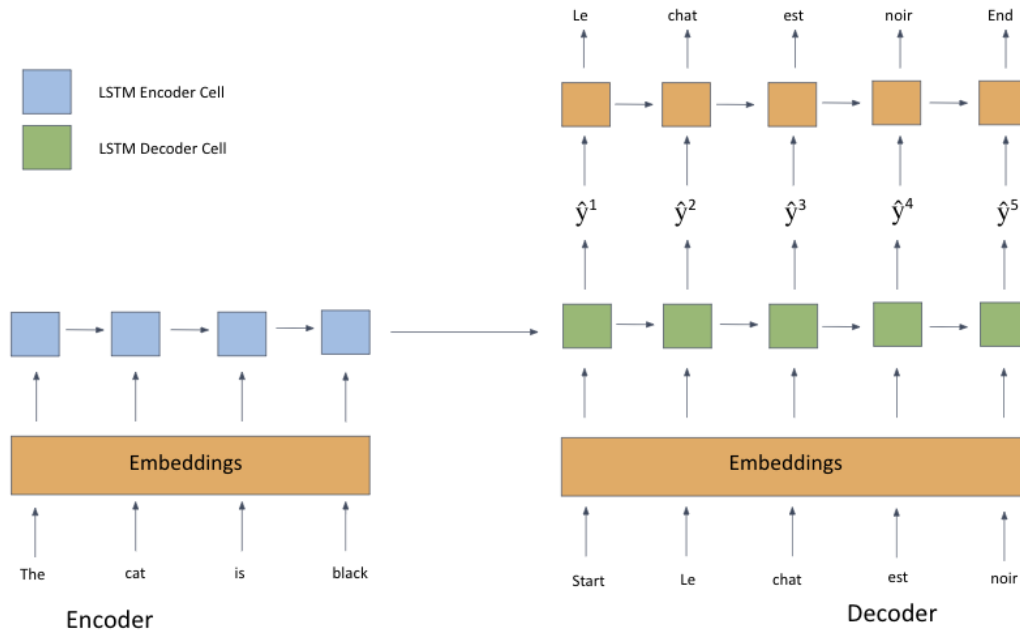 Le chat est noir End
LSTM Encoder Cell
LSTM Decoder Cell
ŷ¹ ŷ² ŷ³ ŷ⁴ ŷ⁵
Embeddings Embeddings
The cat is black
Start Le chat est noir
Encoder
Decoder